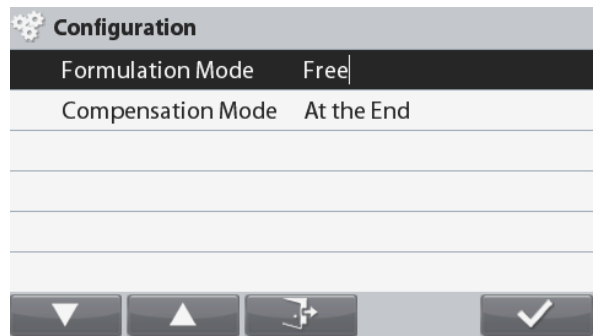 Configuration
Formulation Mode Free
Compensation Mode At the End